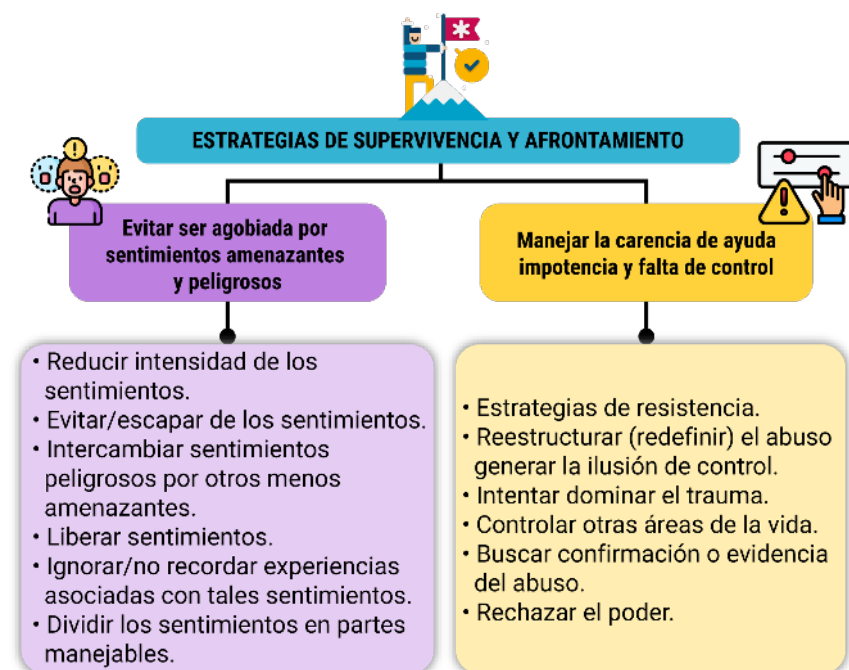 ESTRATEGIAS DE SUPERVIVENCIA Y AFRONTAMIENTO
Evitar ser agobiada por
sentimientos amenazantes
y peligrosos
• Reducir intensidad de los
sentimientos.
• Evitar/escapar de los sentimientos.
• Intercambiar sentimientos
peligrosos por otros menos
amenazantes.
• Liberar sentimientos.
• Ignorar/no recordar experiencias
asociadas con tales sentimientos.
• Dividir los sentimientos en partes
manejables.
Manejar la carencia de ayuda
impotencia y falta de control
• Estrategias de resistencia.
• Reestructurar (redefinir) el abuso
generar la ilusión de control.
• Intentar dominar el trauma.
• Controlar otras áreas de la vida.
• Buscar confirmación o evidencia
del abuso.
• Rechazar el poder.